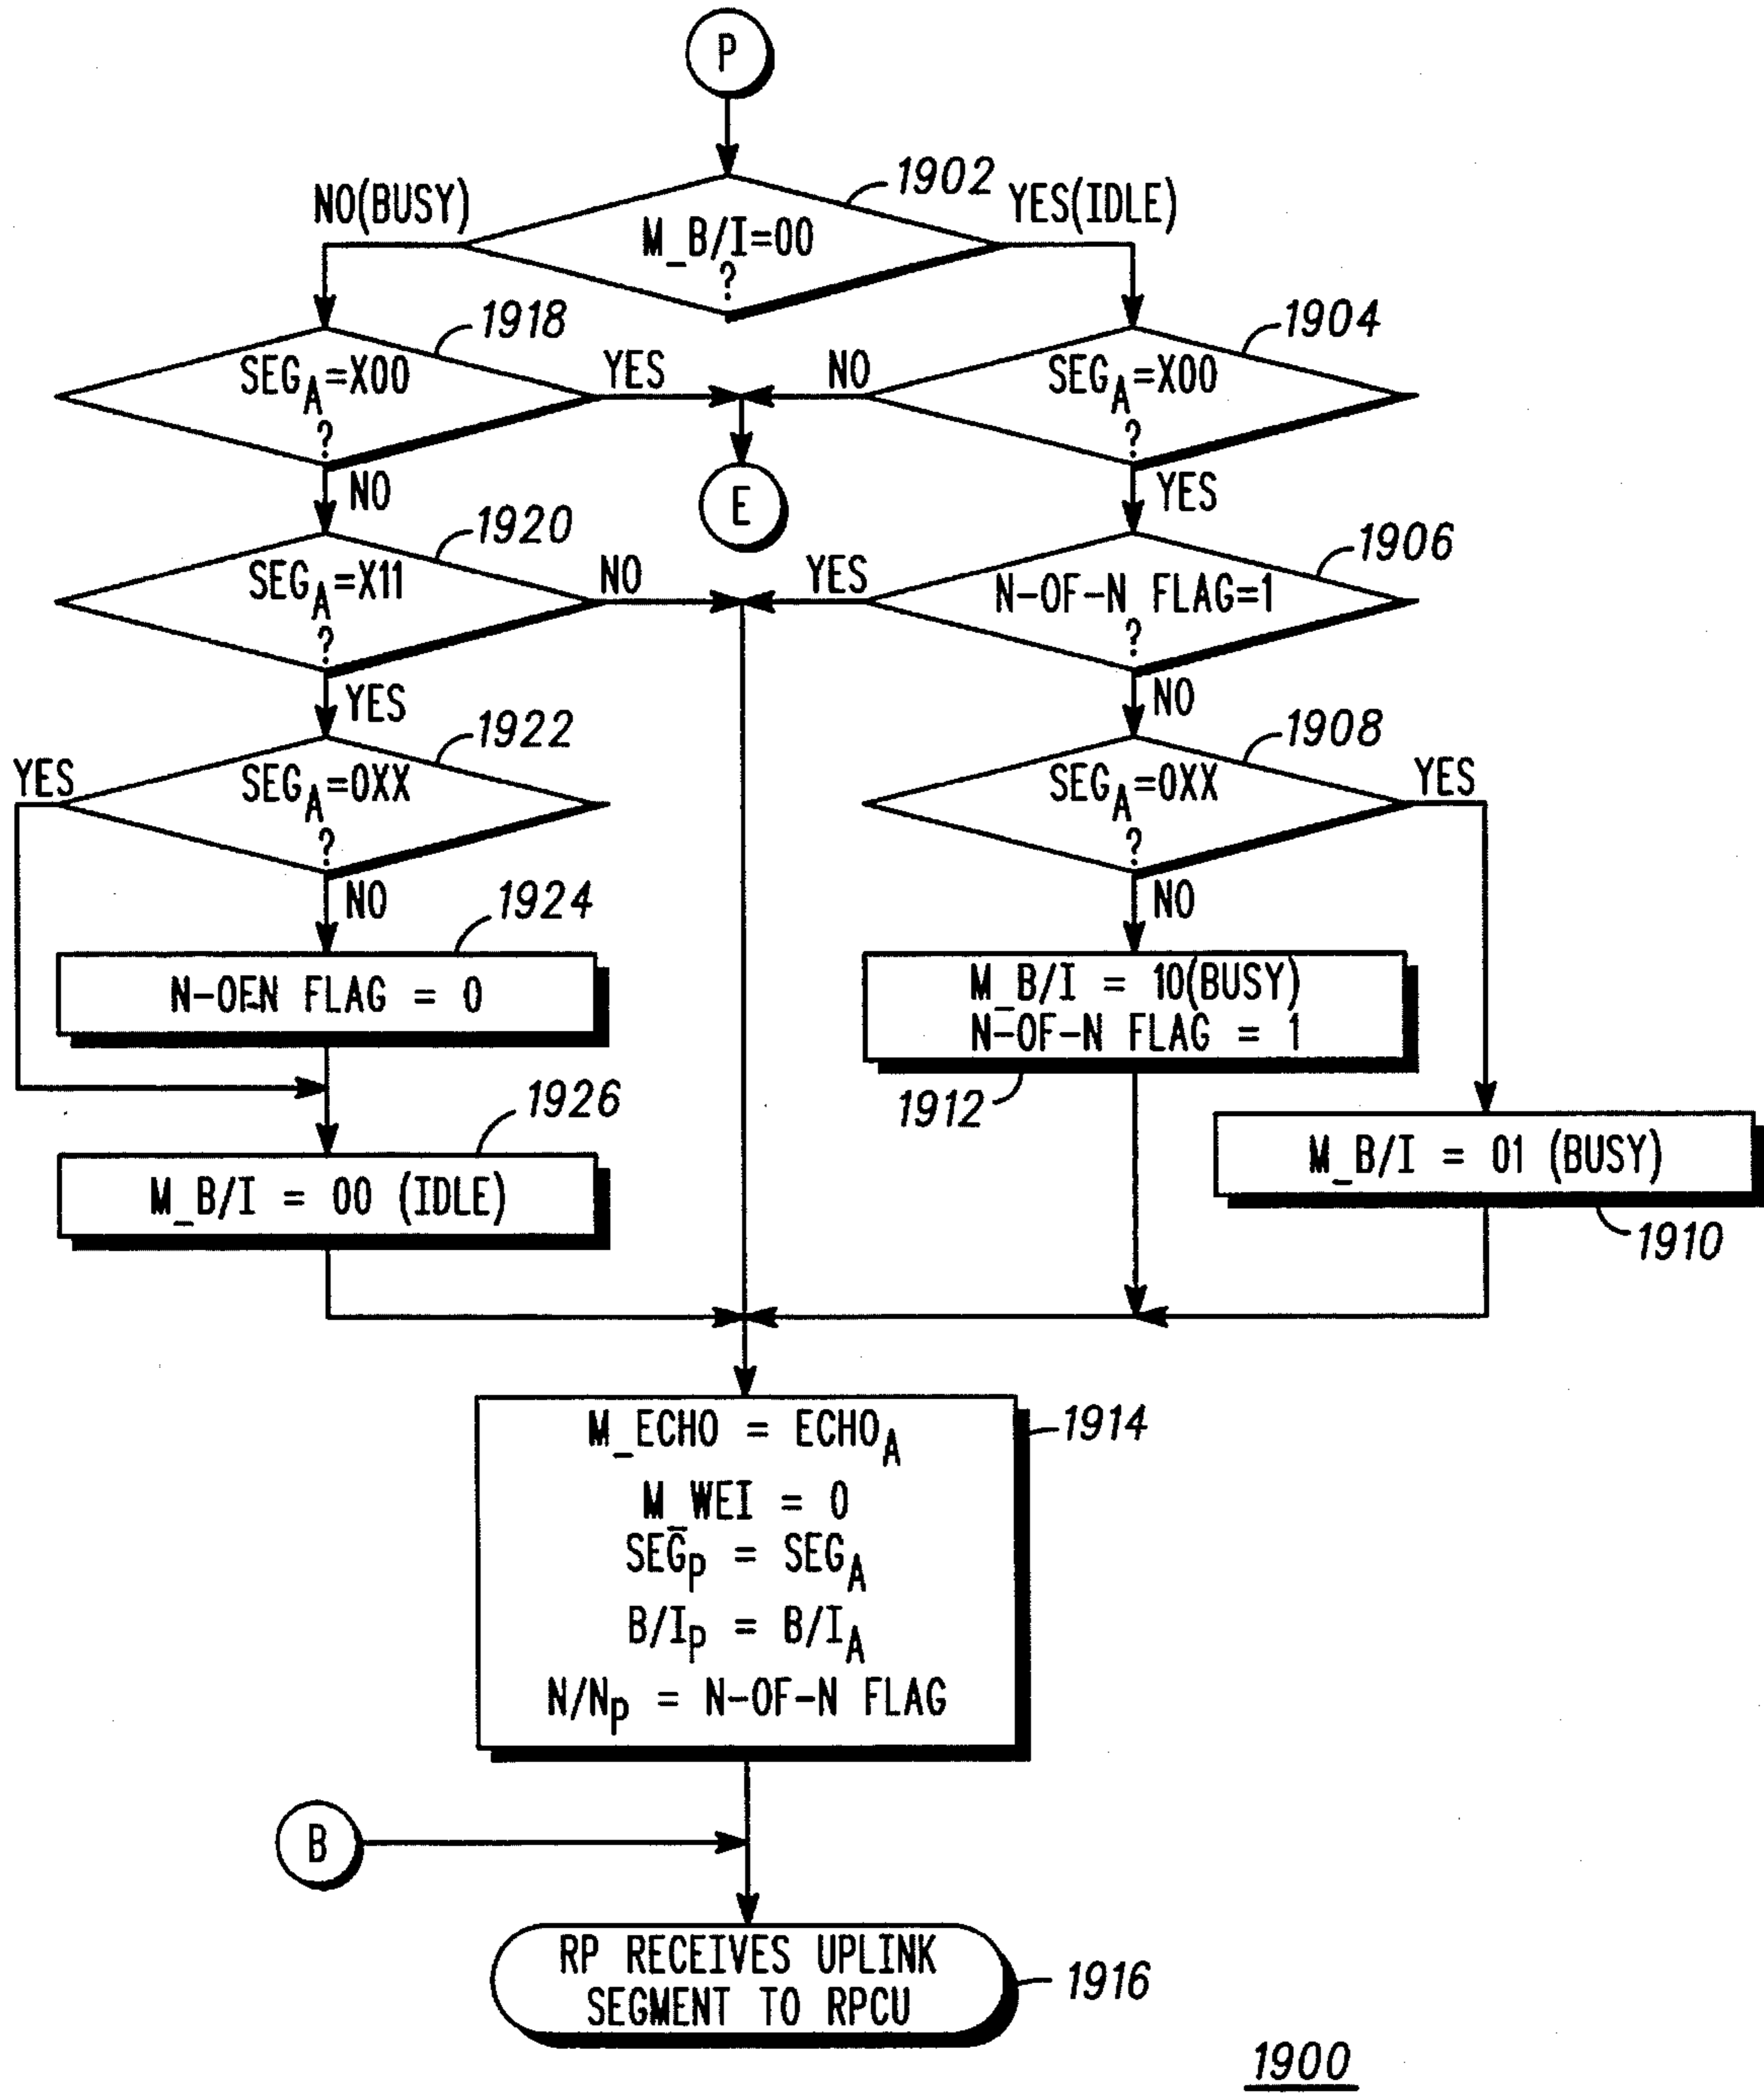 P
1902
NO(BUSY)
YES(IDLE)
M_B/I=00
?
1918
1904
SEGA=X00
?
YES
NO
SEGA=X00
?
NO
E
YES
1920
1906
SEGA=X11
?
NO
YES
N-OF-N FLAG=1
?
YES
NO
1922
1908
YES
SEGA=0XX
?
SEGA=0XX
?
YES
NO
1924
NO
N-OFN FLAG = 0
M_B/I = 10(BUSY)
N-OF-N FLAG = 1
1926
1912
M_B/I = 00 (IDLE)
M_B/I = 01 (BUSY)
1910
M_ECHO = ECHOA
1914
M_WEI = 0
SEGP = SEGA
B/IP = B/IA
N/NP = N-OF-N FLAG
B
RP RECEIVES UPLINK
SEGMENT TO RPCU
1916
1900